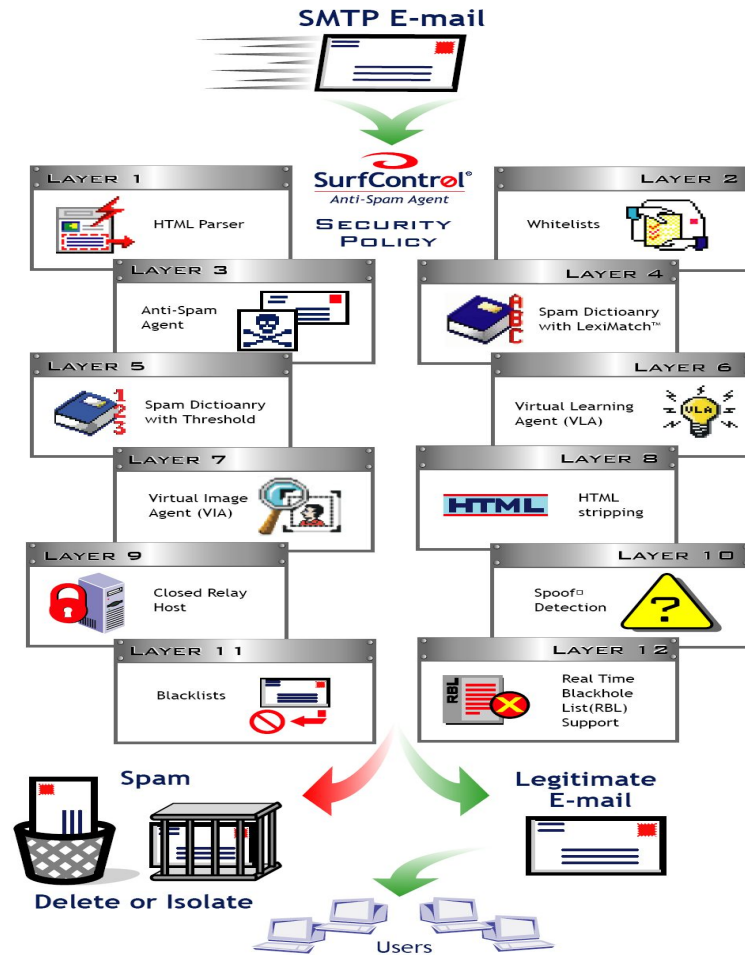 SMTP E-mail
SurfControl®
Anti-Spam Agent
SECURITY
POLICY
LAYER 1
HTML Parser
LAYER 2
Whitelists
LAYER 3
Anti-Spam
Agent
LAYER 4
Spam Dictioanry
with LexiMatch™
ABC
LAYER 5
Spam Dictioanry
with Threshold
123
LAYER 6
Virtual Learning
Agent (VLA)
VLA
LAYER 7
Virtual Image
Agent (VIA)
LAYER 8
HTML
HTML
stripping
LAYER 9
Closed Relay
Host
LAYER 10
Spoof□
Detection
?
LAYER 11
Blacklists
LAYER 12
RBL
Real Time
Blackhole
List(RBL)
Support
Spam
Legitimate
E-mail
Delete or Isolate
Users